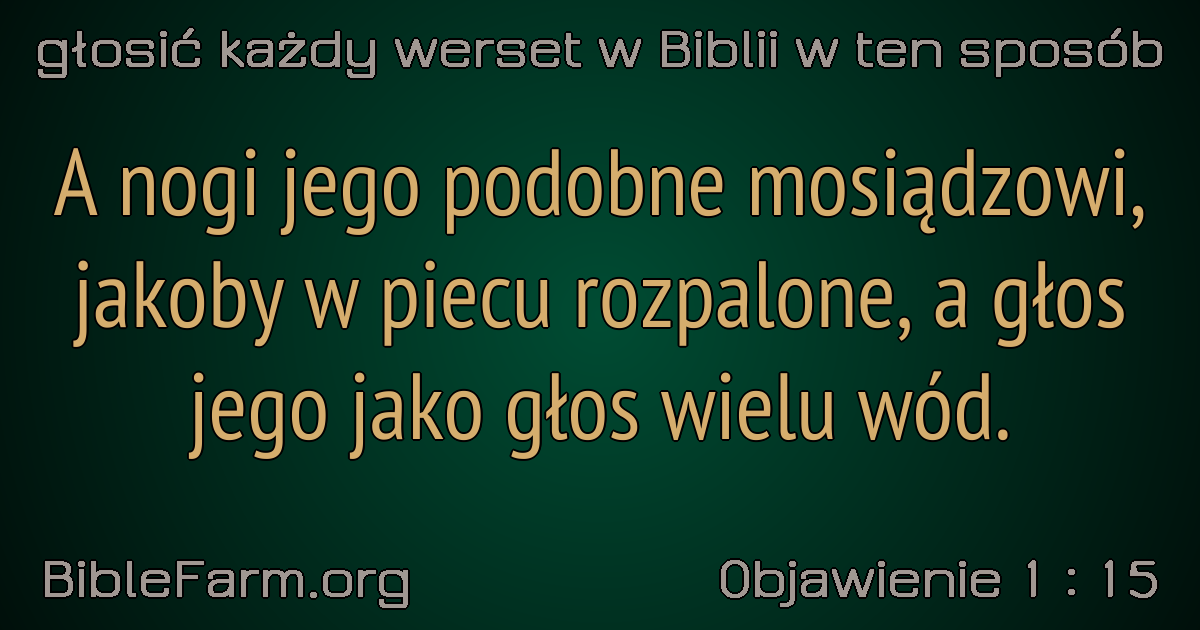 głosić każdy werset w Biblii w ten sposób
A nogi jego podobne mosiądzowi,
jakoby w piecu rozpalone, a głos
jego jako głos wielu wód.
BibleFarm.org
Objawienie 1 : 15